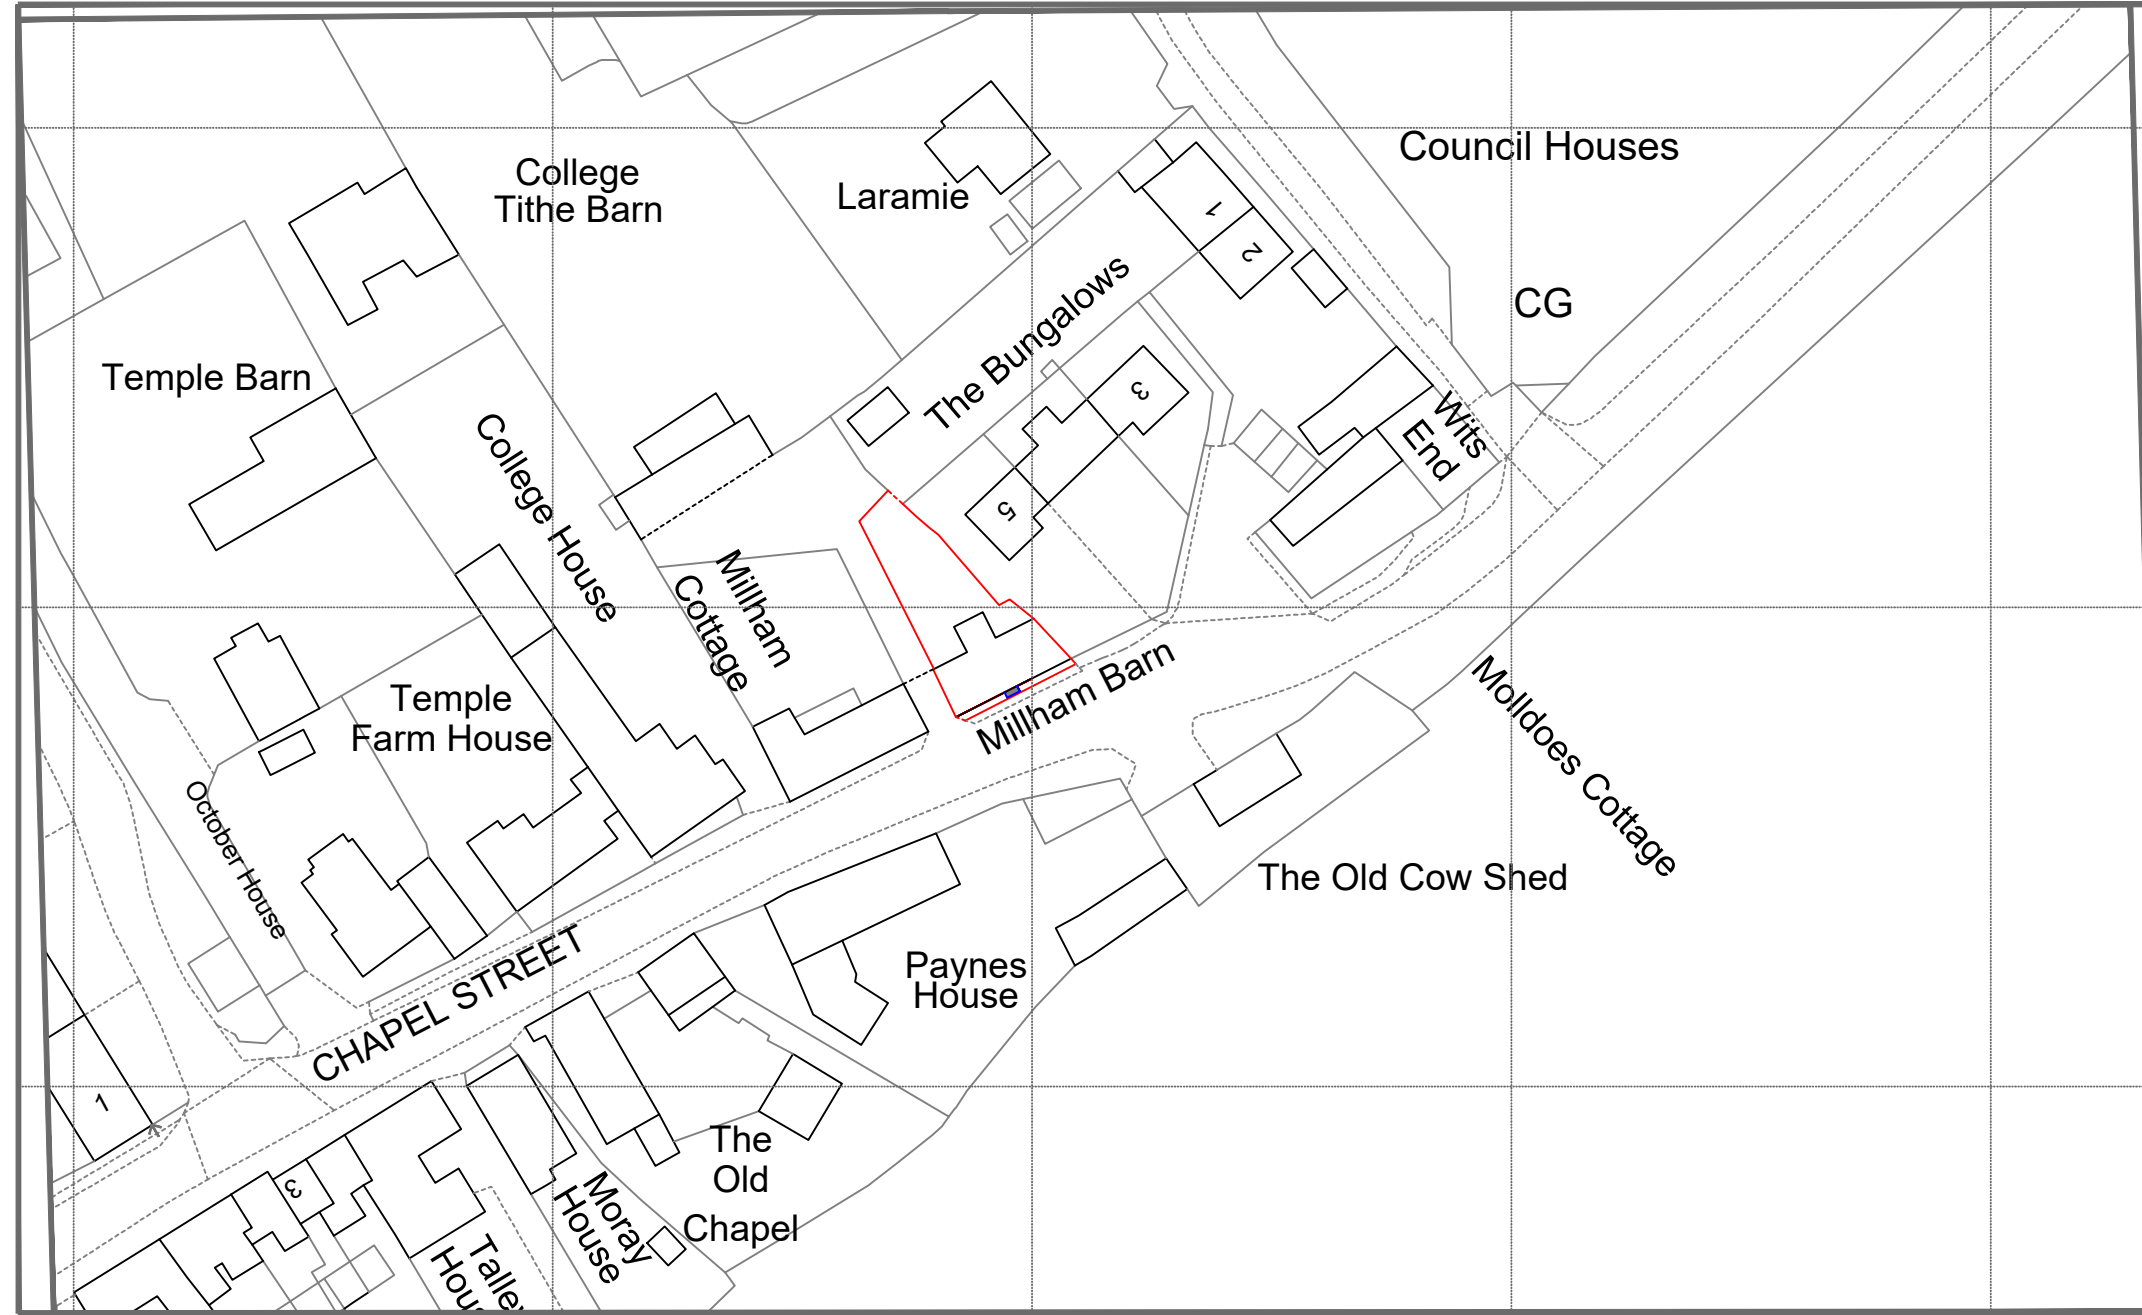 Council Houses
College
Tithe Barn
Laramie
1
2
CG
The Bungalows
Temple Barn
3
Wits
End
College House
5
Millham
Cottage
Millham Barn
Temple
Farm House
Molldoes Cottage
October House
The Old Cow Shed
Paynes
House
CHAPEL STREET
1
The
Old
Chapel
3
Moray
House